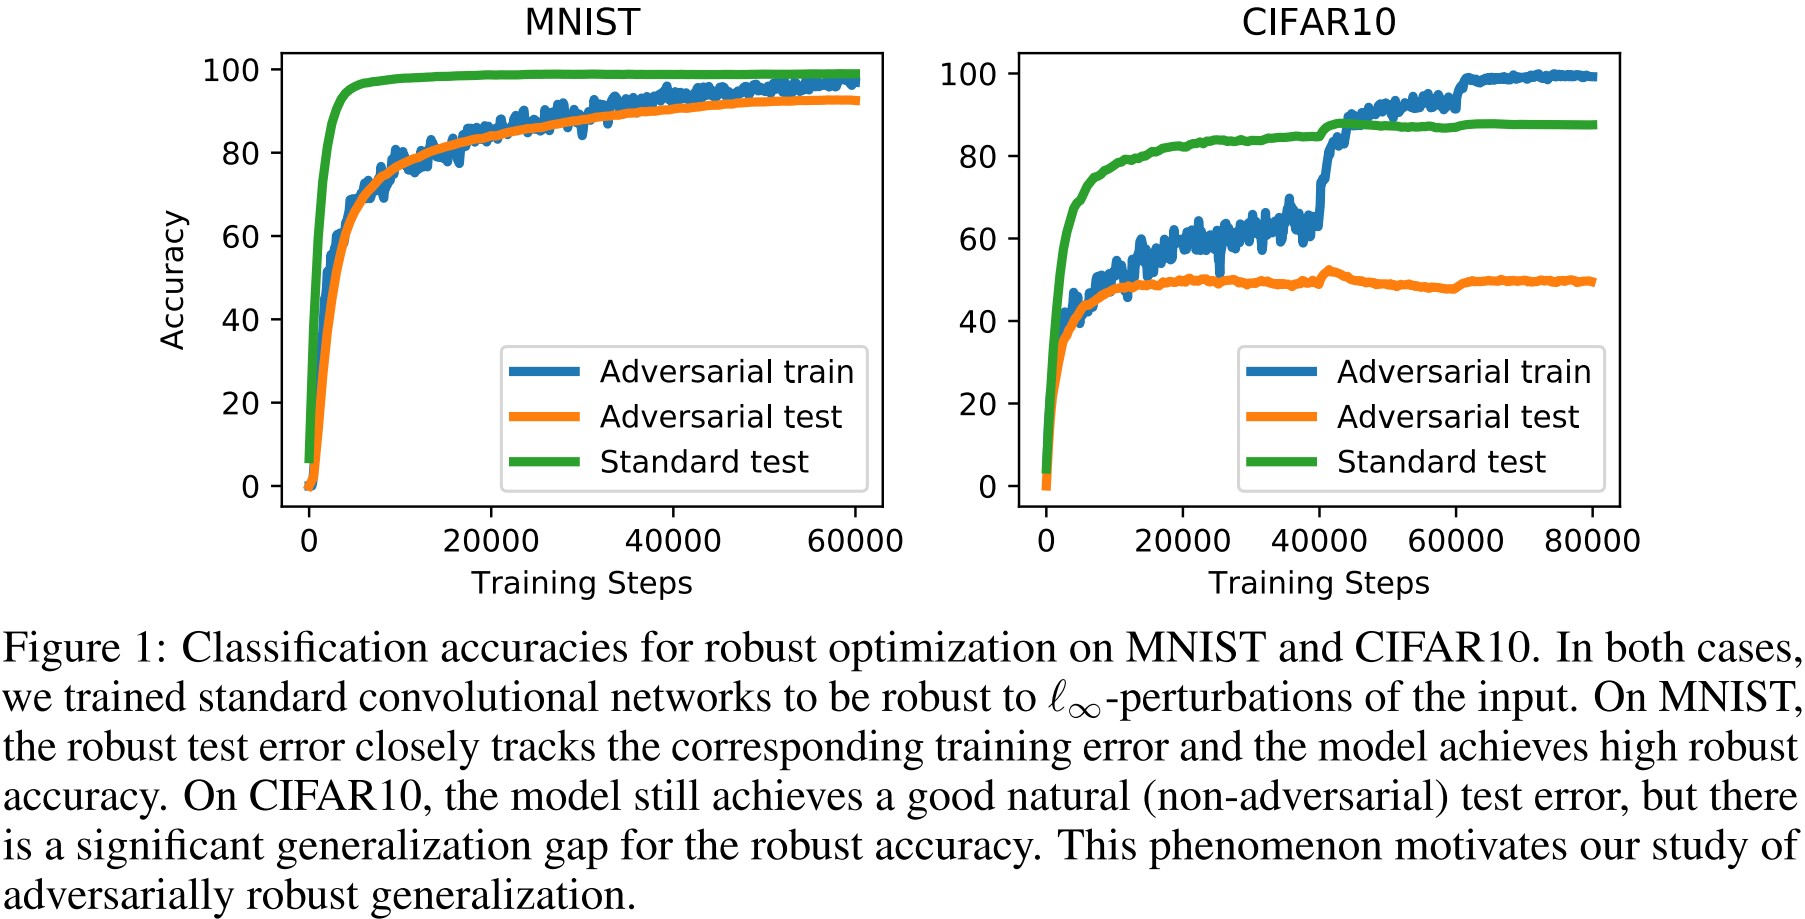 MNIST
100
80
60
40
20
0
Accuracy
Adversarial train
Adversarial test
Standard test
0 20000 40000 60000
Training Steps
CIFAR10
100
80
60
40
20
0
Adversarial train
Adversarial test
Standard test
0 20000 40000 60000 80000
Training Steps
Figure 1: Classification accuracies for robust optimization on MNIST and CIFAR10. In both cases,
we trained standard convolutional networks to be robust to ℓ∞-perturbations of the input. On MNIST,
the robust test error closely tracks the corresponding training error and the model achieves high robust
accuracy. On CIFAR10, the model still achieves a good natural (non-adversarial) test error, but there
is a significant generalization gap for the robust accuracy. This phenomenon motivates our study of
adversarially robust generalization.